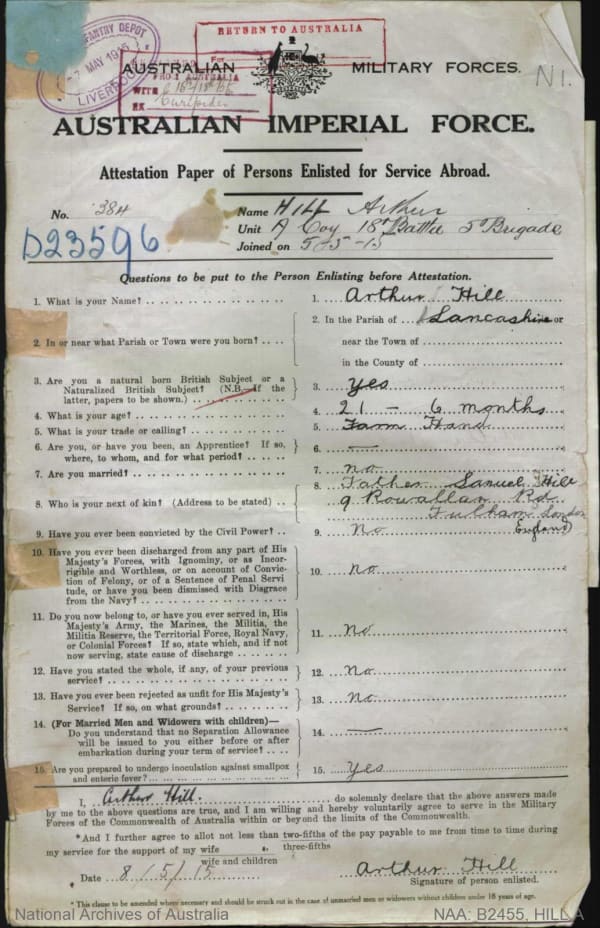 RETURN TO AUSTRALIA
INFANTRY DEPOT
7 MAY 1915
LIVERPOOL
N1.
AUSTRALIAN MILITARY FORCES.
For
FROM AUSTRALIA
WITH
EX
AUSTRALIAN IMPERIAL FORCE.
Attestation Paper of Persons Enlisted for Service Abroad.
No. 384
Name Hill Arthur
D23596
Unit A Coy 18th Battn 5th Brigade
Joined on 5-5-15
Questions to be put to the Person Enlisting before Attestation.
1. What is your Name? 1. Arthur Hill
2. In or near what Parish or Town were you born? 2. In the Parish of Lancashire or
near the Town of
in the County of
3. Are you a natural born British Subject or a
Naturalized British Subject? (N.B.—If the
latter, papers to be shown.) 3. Yes
4. What is your age? 4. 21 - 6 months
5. What is your trade or calling? 5. Farm Hand
6. Are you, or have you been, an Apprentice? If so,
where, to whom, and for what period? 6. —
7. Are you married? 7. No
8. Who is your next of kin? (Address to be stated) 8. Father Samuel Hill
9 Rowallan Rd
Fulham London
England
9. Have you ever been convicted by the Civil Power? 9. No
10. Have you ever been discharged from any part of His
Majesty's Forces, with Ignominy, or as Incor-
rigible and Worthless, or on account of Convic-
tion of Felony, or of a Sentence of Penal Servi
tude, or have you been dismissed with Disgrace
from the Navy? 10. No
11. Do you now belong to, or have you ever served in, His
Majesty's Army, the Marines, the Militia, the
Militia Reserve, the Territorial Force, Royal Navy,
or Colonial Forces? If so, state which, and if not
now serving, state cause of discharge 11. No
12. Have you stated the whole, if any, of your previous
service? 12. No
13. Have you ever been rejected as unfit for His Majesty's
Service? If so, on what grounds? 13. No
14. (For Married Men and Widowers with children)—
Do you understand that no Separation Allowance
will be issued to you either before or after
embarkation during your term of service? 14. —
15. Are you prepared to undergo inoculation against smallpox
and enteric fever? 15. Yes
I, Arthur Hill. do solemnly declare that the above answers made
by me to the above questions are true, and I am willing and hereby voluntarily agree to serve in the Military
Forces of the Commonwealth of Australia within or beyond the limits of the Commonwealth.
*And I further agree to allot not less than two-fifths of the pay payable to me from time to time during
three-fifths
my service for the support of my wife
wife and children
Date 8/5/15 Arthur Hill
Signature of person enlisted.
* This clause to be amended where necessary and should be struck out in the case of unmarried men or widowers without children under 18 years of age.
National Archives of Australia NAA: B2455, HILL A